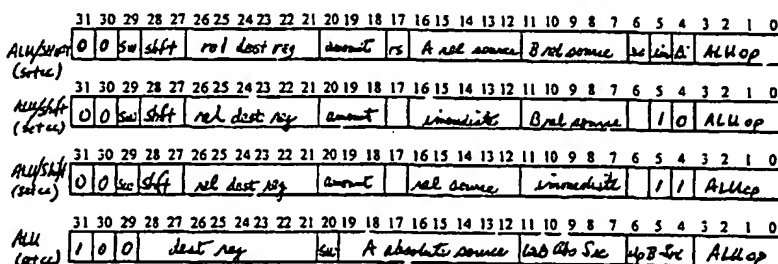 31 30 29 28 27 26 25 24 23 22 21 20 19 18 17 16 15 14 13 12 11 10 9 8 7 6 5 4 3 2 1 0
ALU/Shft 0 0 sw shft rel dest reg amount rs A rel source B rel source in Bi ALU op
(setcc)
31 30 29 28 27 26 25 24 23 22 21 20 19 18 17 16 15 14 13 12 11 10 9 8 7 6 5 4 3 2 1 0
ALU/Shft 0 0 shft rel dest reg amount immediate B rel source 1 0 ALU op
(setcc)
31 30 29 28 27 26 25 24 23 22 21 20 19 18 17 16 15 14 13 12 11 10 9 8 7 6 5 4 3 2 1 0
ALU/Shft 0 0 shft rel dest reg amount rel source immediate 1 1 ALU op
(setcc)
31 30 29 28 27 26 25 24 23 22 21 20 19 18 17 16 15 14 13 12 11 10 9 8 7 6 5 4 3 2 1 0
ALU 1 0 0 dest reg A absolute source Abs Src B Src ALU op
(setcc)